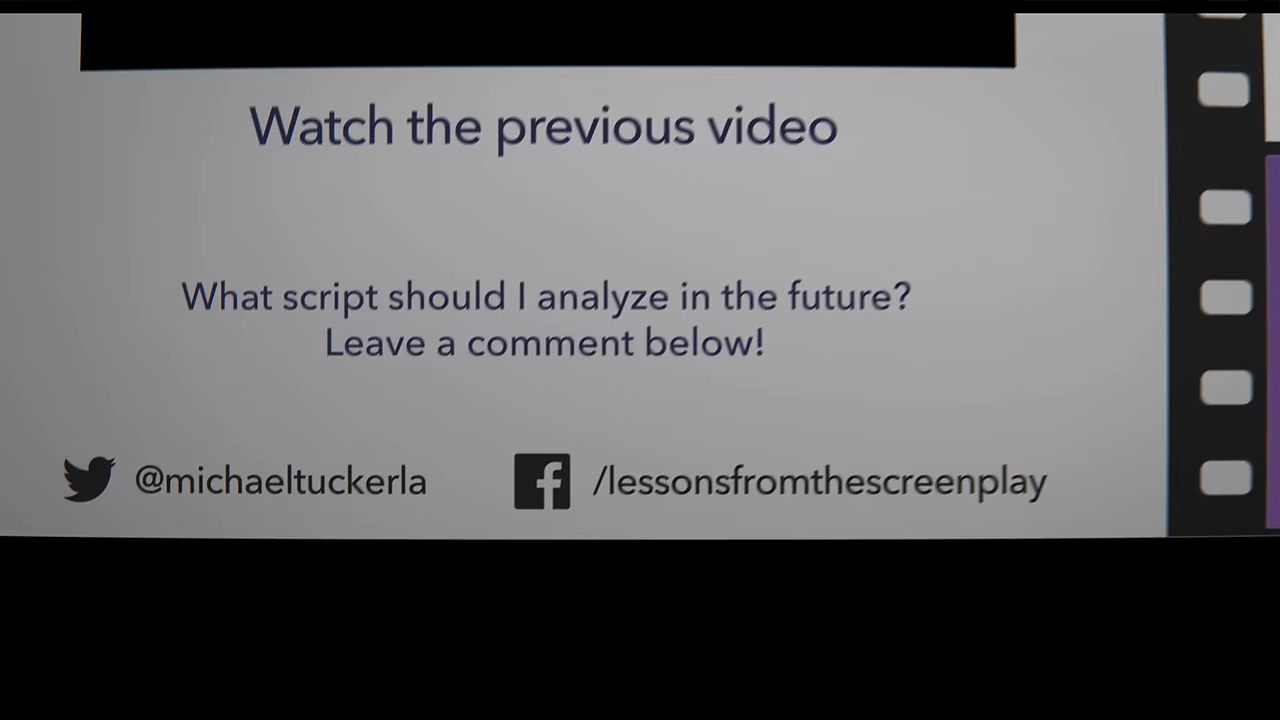 Watch the previous video
What script should I analyze in the future?
Leave a comment below!
@michaeltuckerla
/lessonsfromthescreenplay